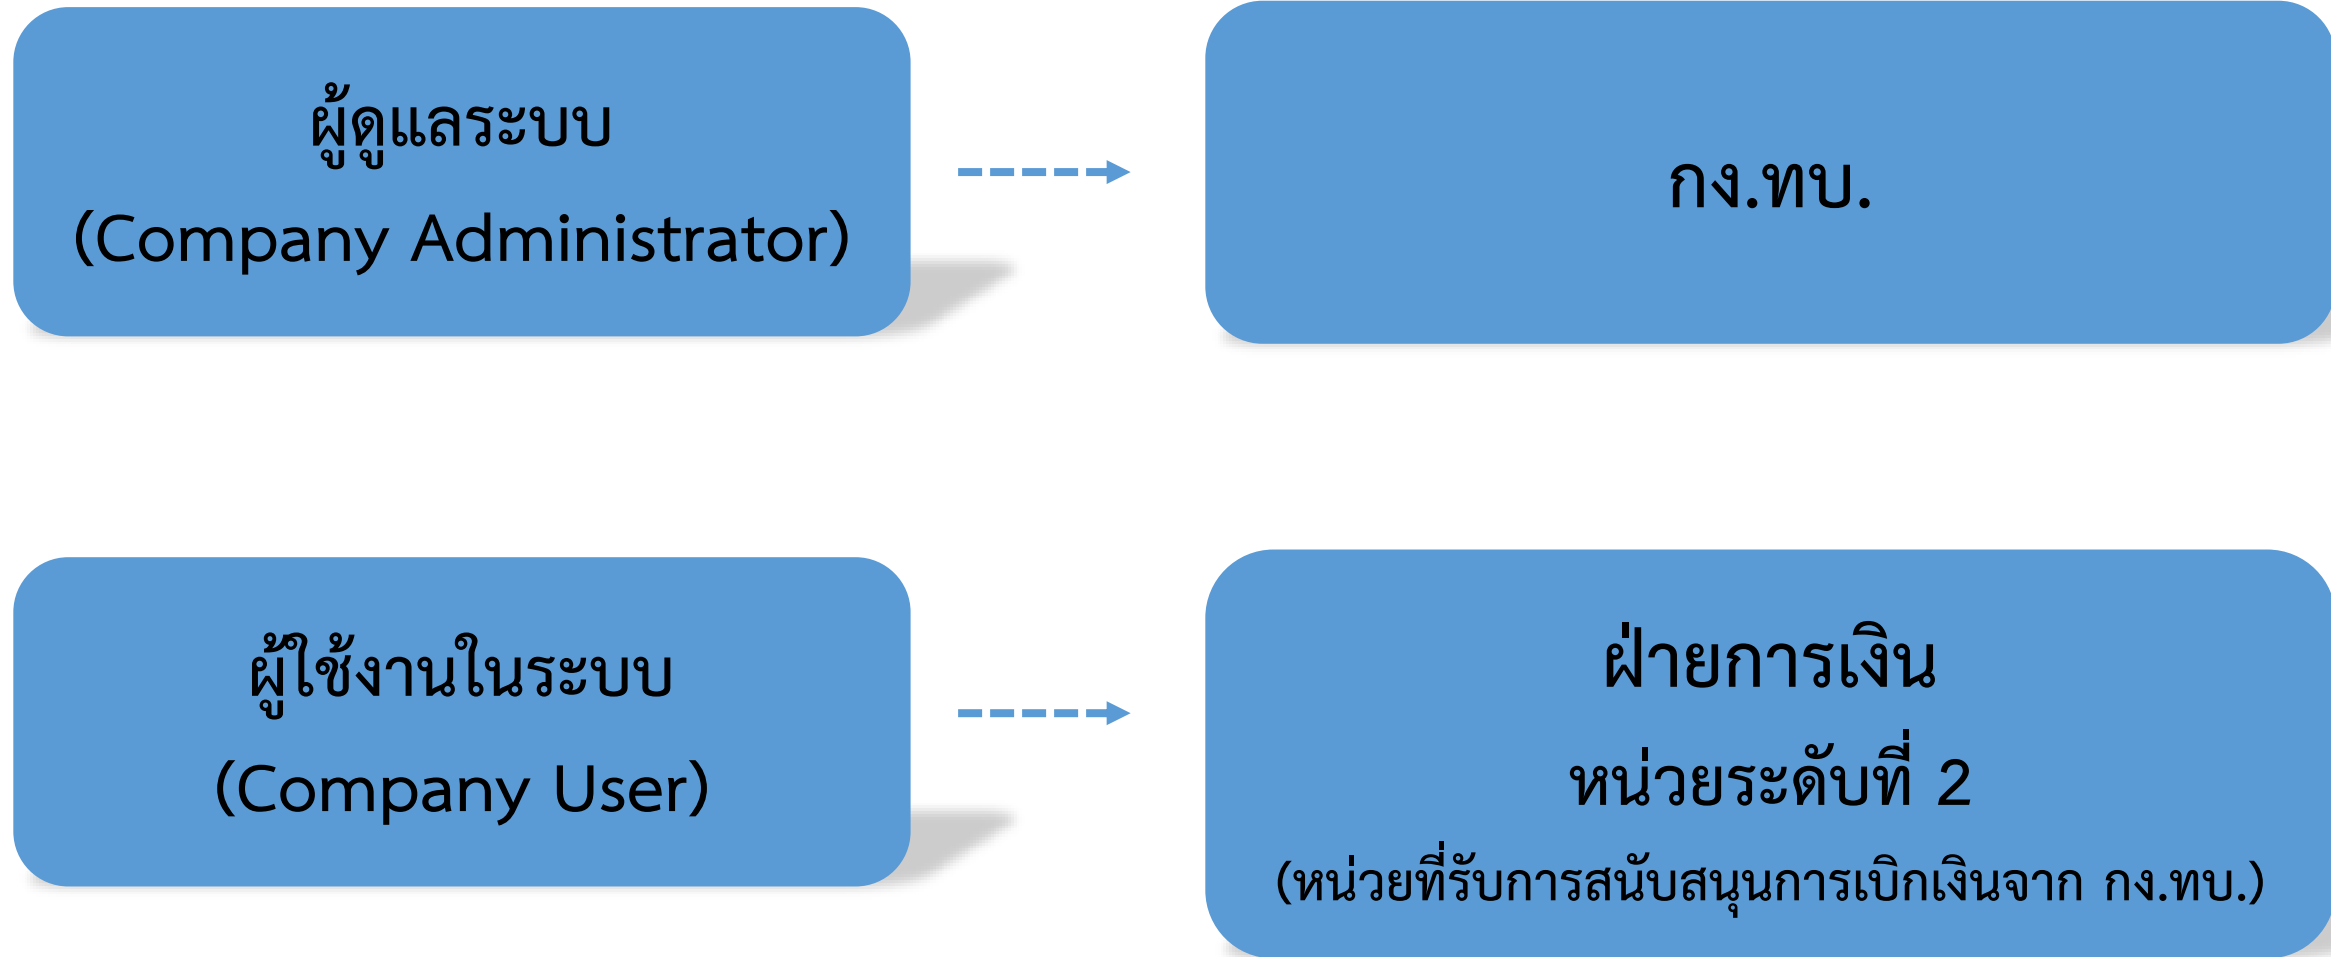 ผู้ดูแลระบบ
(Company Administrator)
กง.ทบ.
ผู้ใช้งานในระบบ
(Company User)
ฝ่ายการเงิน
หน่วยระดับที่ 2
(หน่วยที่รับการสนับสนุนการเบิกเงินจาก กง.ทบ.)